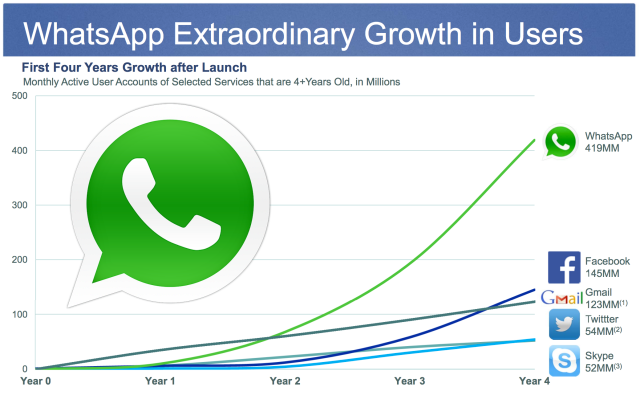 WhatsApp Extraordinary Growth in Users
First Four Years Growth after Launch
Monthly Active User Accounts of Selected Services that are 4+Years Old, in Millions
500
400
300
200
100
0
Year 0
Year 1
Year 2
Year 3
Year 4
WhatsApp
419MM
Facebook
145MM
Gmail
Gmail
123MM(1)
Twittter
54MM(2)
Skype
52MM(3)